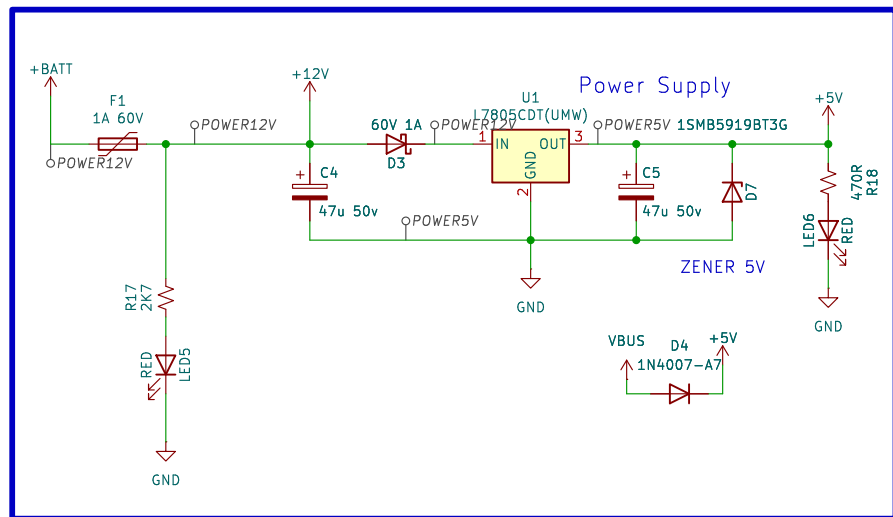 +BATT
F1
1A 60V
POWER12V
POWER12V
+12V
Power Supply
60V 1A
D3
POWER12V
U1
L7805CDT(UMW)
1
IN
OUT
3
GND
2
POWER5V
1SMB5919BT3G
+5V
C4
47u 50v
POWER5V
C5
47u 50v
D7
470R
R18
LED6
RED
ZENER 5V
GND
GND
R17
2K7
RED
LED5
GND
VBUS
D4
1N4007-A7
+5V